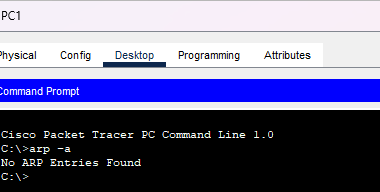 PC1
Physical Config Desktop Programming Attributes
Command Prompt
Cisco Packet Tracer PC Command Line 1.0
C:\>arp -a
No ARP Entries Found
C:\>